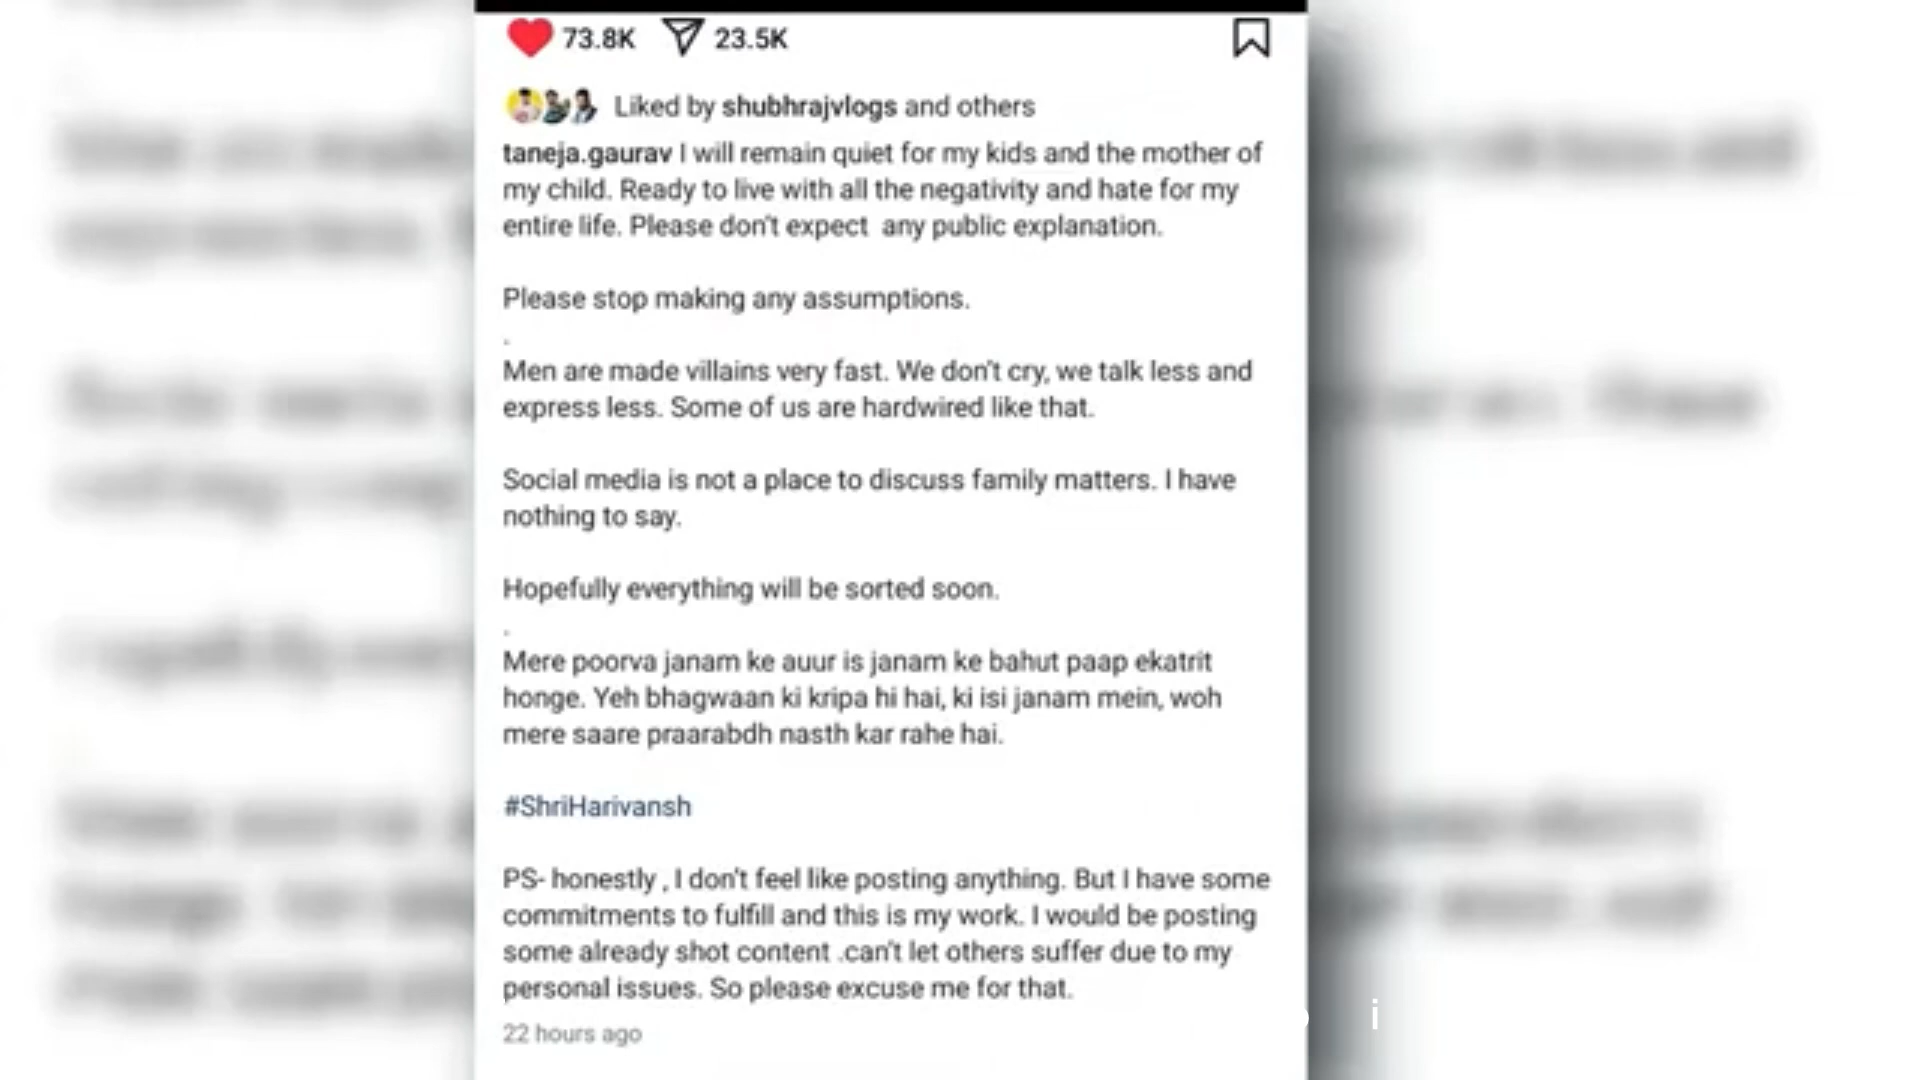 73.8K 23.5K
Liked by shubhrajvlogs and others
taneja.gaurav I will remain quiet for my kids and the mother of
my child. Ready to live with all the negativity and hate for my
entire life. Please don't expect any public explanation.
Please stop making any assumptions.
.
Men are made villains very fast. We don't cry, we talk less and
express less. Some of us are hardwired like that.
Social media is not a place to discuss family matters. I have
nothing to say.
Hopefully everything will be sorted soon.
.
Mere poorva janam ke auur is janam ke bahut paap ekatrit
honge. Yeh bhagwaan ki kripa hi hai, ki isi janam mein, woh
mere saare praarabdh nasth kar rahe hai.
#ShriHarivansh
PS- honestly , I don't feel like posting anything. But I have some
commitments to fulfill and this is my work. I would be posting
some already shot content .can't let others suffer due to my
personal issues. So please excuse me for that.
22 hours ago